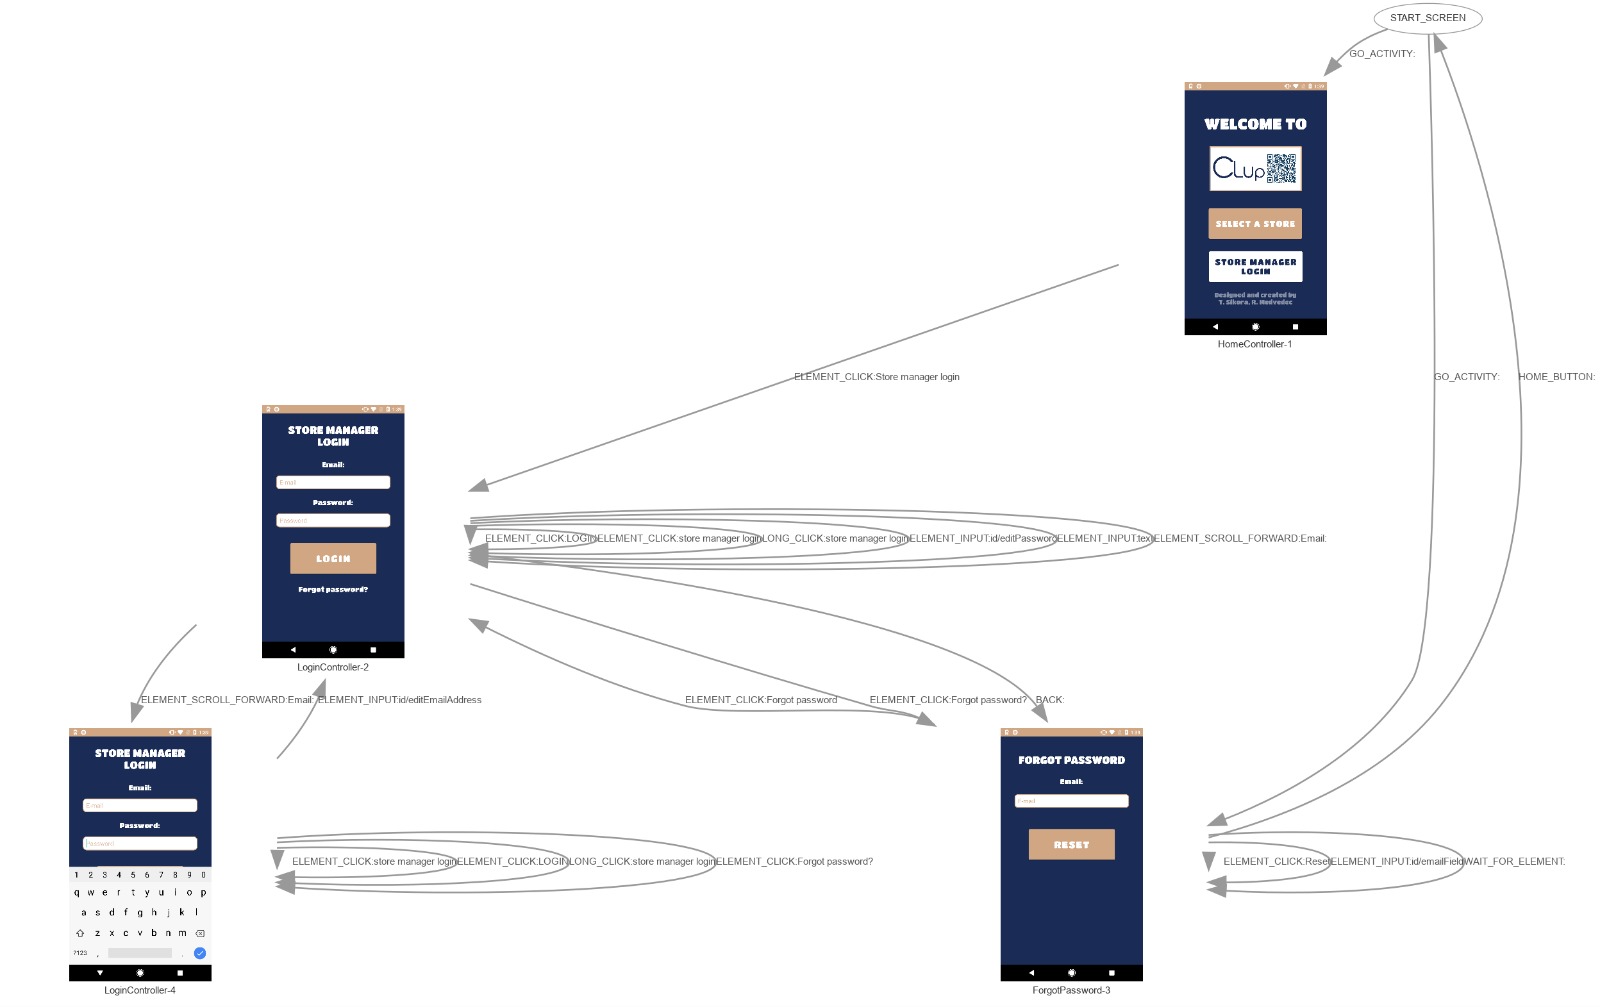 START_SCREEN
GO_ACTIVITY:
WELCOME TO
CLup
SELECT A STORE
STORE MANAGER
LOGIN
Designed and created by
T. Sikora, R. Medvedec
HomeController-1
ELEMENT_CLICK:Store manager login
GO_ACTIVITY:
HOME_BUTTON:
STORE MANAGER
LOGIN
Email:
E-mail
Password:
Password
LOGIN
Forgot password?
LoginController-2
ELEMENT_CLICK:LOGIN
ELEMENT_CLICK:store manager login
LONG_CLICK:store manager login
ELEMENT_INPUT:id/editPassword
ELEMENT_INPUT:text
ELEMENT_SCROLL_FORWARD:Email:
ELEMENT_SCROLL_FORWARD:Email:
ELEMENT_INPUT:id/editEmailAddress
ELEMENT_CLICK:Forgot password
ELEMENT_CLICK:Forgot password?
BACK:
STORE MANAGER
LOGIN
Email:
E-mail
Password:
Password
1 2 3 4 5 6 7 8 9 0
q w e r t y u i o p
a s d f g h j k l
z x c v b n m
?123 , .
LoginController-4
ELEMENT_CLICK:store manager login
ELEMENT_CLICK:LOGIN
LONG_CLICK:store manager login
ELEMENT_CLICK:Forgot password?
FORGOT PASSWORD
Email:
E-mail
RESET
ForgotPassword-3
ELEMENT_CLICK:Reset
ELEMENT_INPUT:id/emailField
WAIT_FOR_ELEMENT: